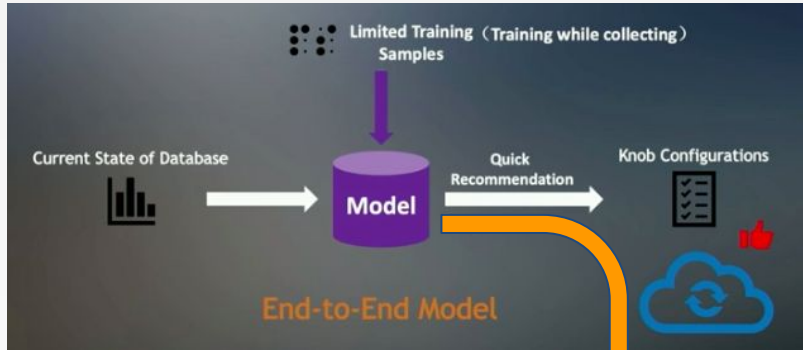 Limited Training（Training while collecting）
Samples
Current State of Database
Model
Quick
Recommendation
Knob Configurations
End-to-End Model